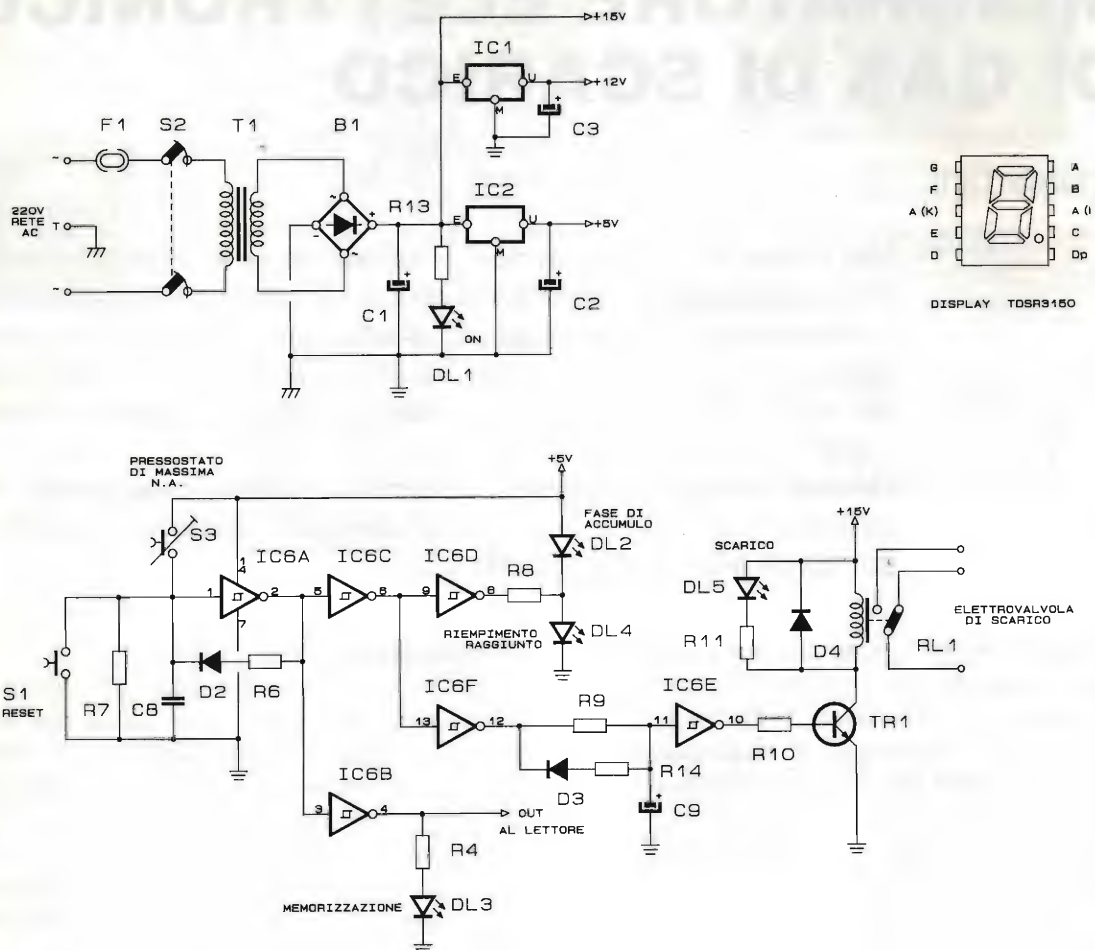 +15V
IC1
E
U
+12V
M
C3
F1
S2
T1
B1
~
~
+
-
~
R13
IC2
E
U
+5V
M
220V
RETE
AC
T
~
C1
+
ON
DL1
+
C2
G
F
A (K)
E
D
A
B
A (
C
Dp
DISPLAY TDSR3150
PRESSOSTATO
DI MASSIMA
N.A.
S3
+5V
1
4
IC6A
IC6C
IC6D
R8
FASE DI
ACCUMULO
DL2
1
2
5
6
9
8
7
RIEMPIMENTO
RAGGIUNTO
DL4
S1
RESET
R7
C8
D2
R6
IC6F
13
12
R9
IC6E
11
10
R10
TR1
D3
R14
+
C9
IC6B
3
4
OUT
AL LETTORE
R4
MEMORIZZAZIONE
DL3
+15V
SCARICO
DL5
R11
D4
RL1
ELETTROVALVOLA
DI SCARICO